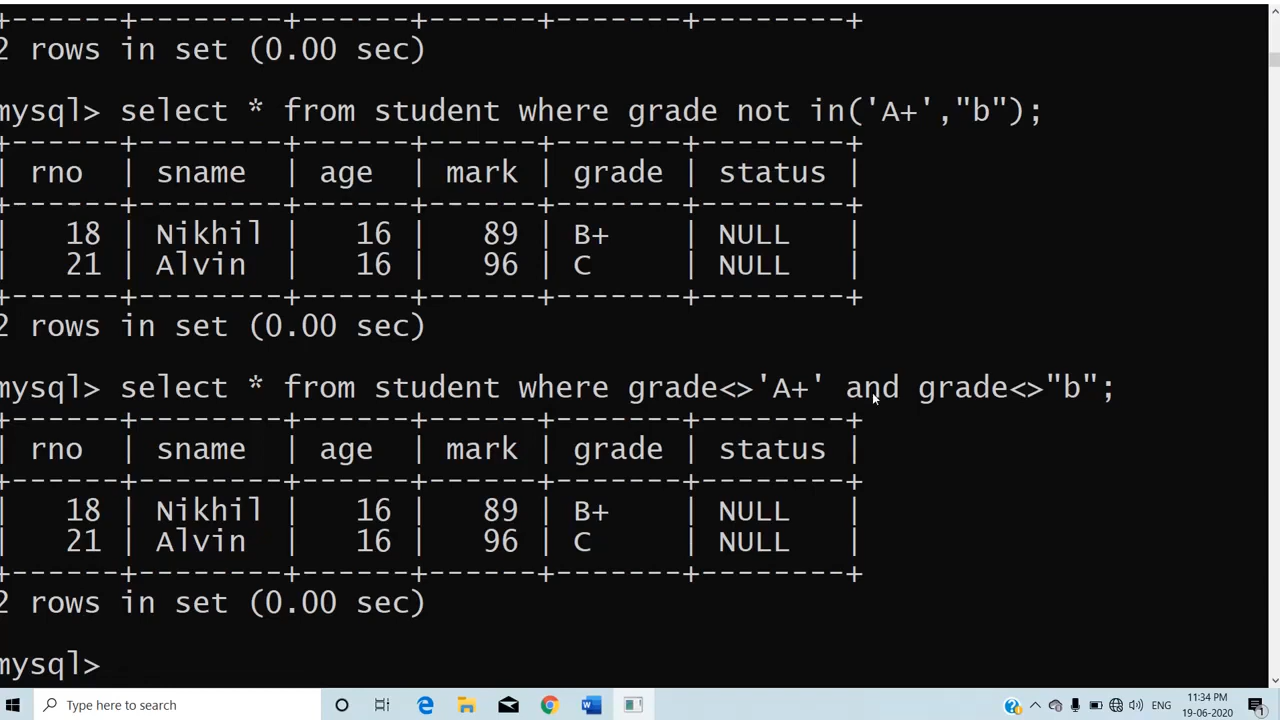 +------+--------+------+------+-------+--------+
2 rows in set (0.00 sec)
mysql> select * from student where grade not in('A+',"b");
+------+--------+------+------+-------+--------+
| rno | sname | age | mark | grade | status |
+------+--------+------+------+-------+--------+
| 18 | Nikhil | 16 | 89 | B+ | NULL |
| 21 | Alvin | 16 | 96 | C | NULL |
+------+--------+------+------+-------+--------+
2 rows in set (0.00 sec)
mysql> select * from student where grade<>'A+' and grade<>"b";
+------+--------+------+------+-------+--------+
| rno | sname | age | mark | grade | status |
+------+--------+------+------+-------+--------+
| 18 | Nikhil | 16 | 89 | B+ | NULL |
| 21 | Alvin | 16 | 96 | C | NULL |
+------+--------+------+------+-------+--------+
2 rows in set (0.00 sec)
mysql>
Type here to search
ENG
11:34 PM
19-06-2020
1